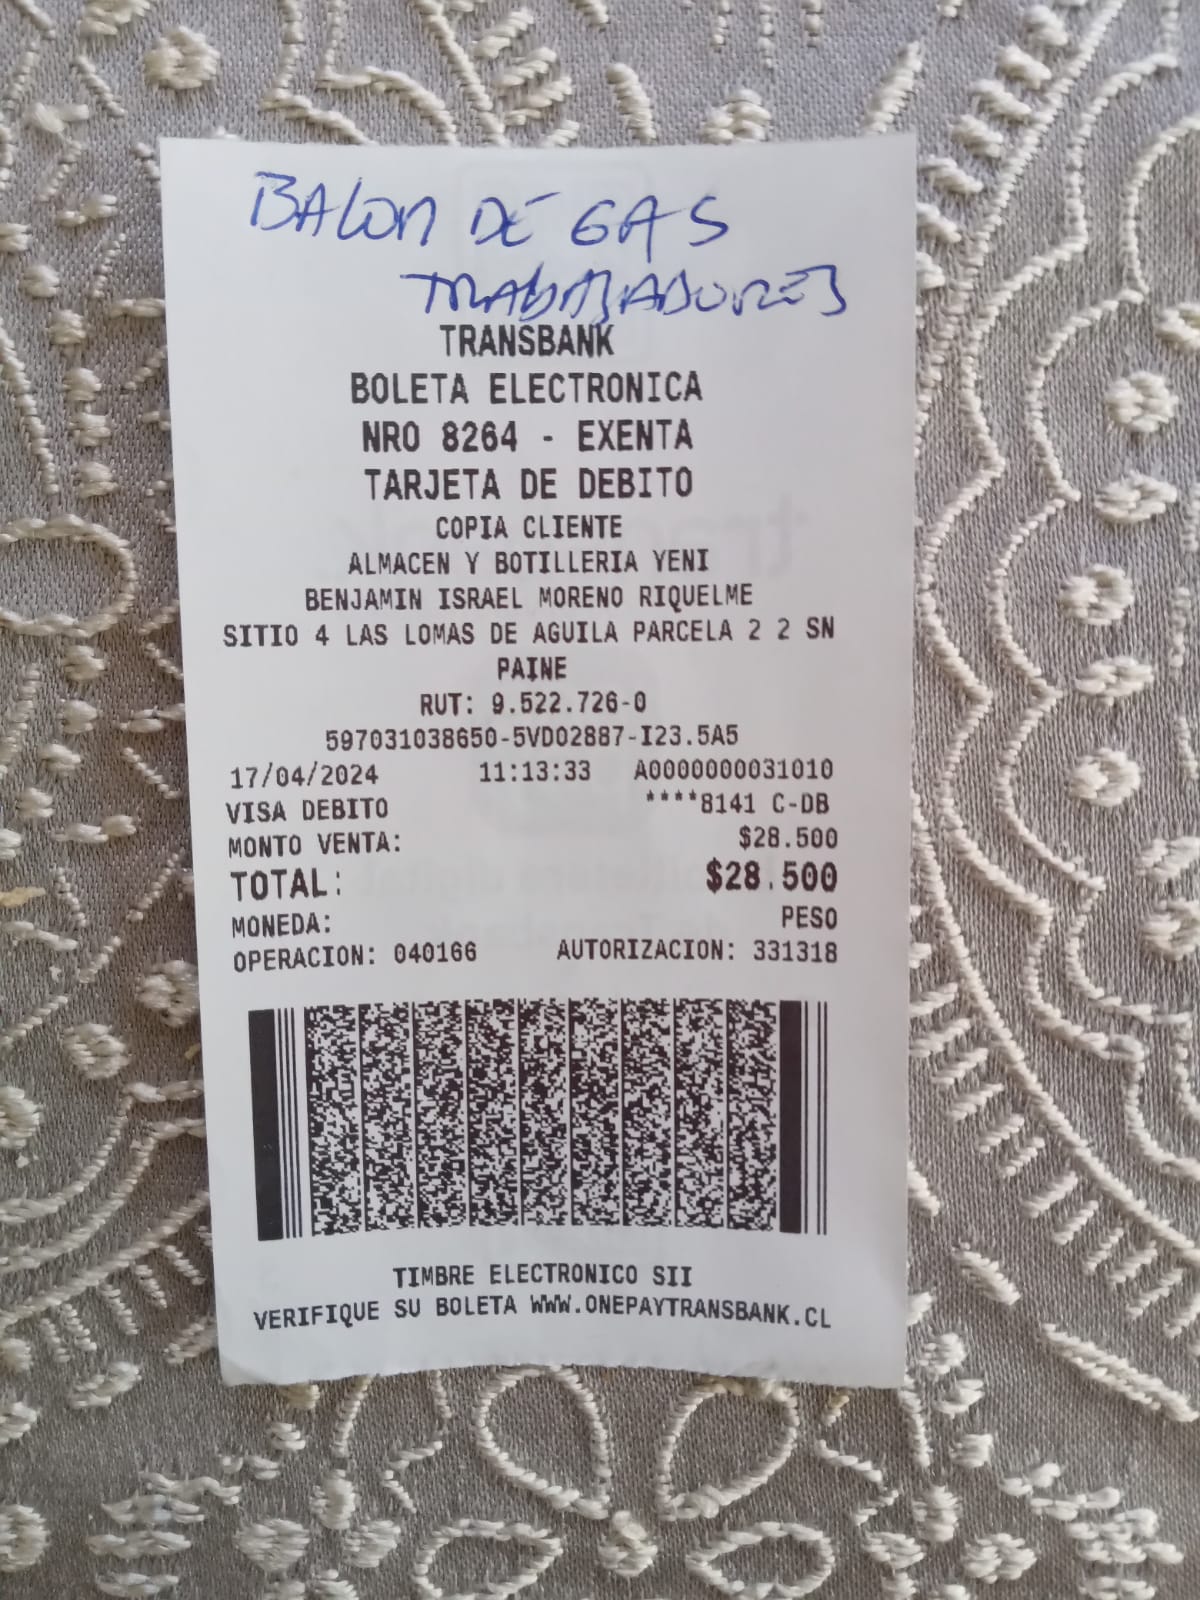 BALON DE GAS
TRABAJADORES
TRANSBANK
BOLETA ELECTRONICA
NRO 8264 - EXENTA
TARJETA DE DEBITO
COPIA CLIENTE
ALMACEN Y BOTILLERIA YENI
BENJAMIN ISRAEL MORENO RIQUELME
SITIO 4 LAS LOMAS DE AGUILA PARCELA 2 2 SN
PAINE
RUT: 9.522.726-0
597031038650-5VD02887-I23.5A5
17/04/2024 11:13:33 A0000000031010
VISA DEBITO ****8141 C-DB
MONTO VENTA: $28.500
TOTAL: $28.500
MONEDA: PESO
OPERACION: 040166 AUTORIZACION: 331318
TIMBRE ELECTRONICO SII
VERIFIQUE SU BOLETA WWW.ONEPAYTRANSBANK.CL